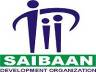 SAIBAAN
DEVELOPMENT ORGANIZATION